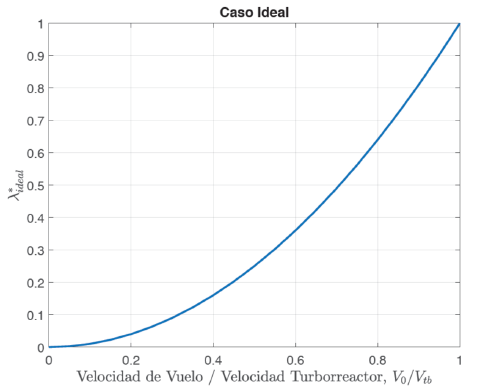 Caso Ideal
1
0.9
0.8
0.7
0.6
0.5
0.4
0.3
0.2
0.1
0
λ*ideal
0 0.2 0.4 0.6 0.8 1
Velocidad de Vuelo / Velocidad Turborreactor, V0/Vtb